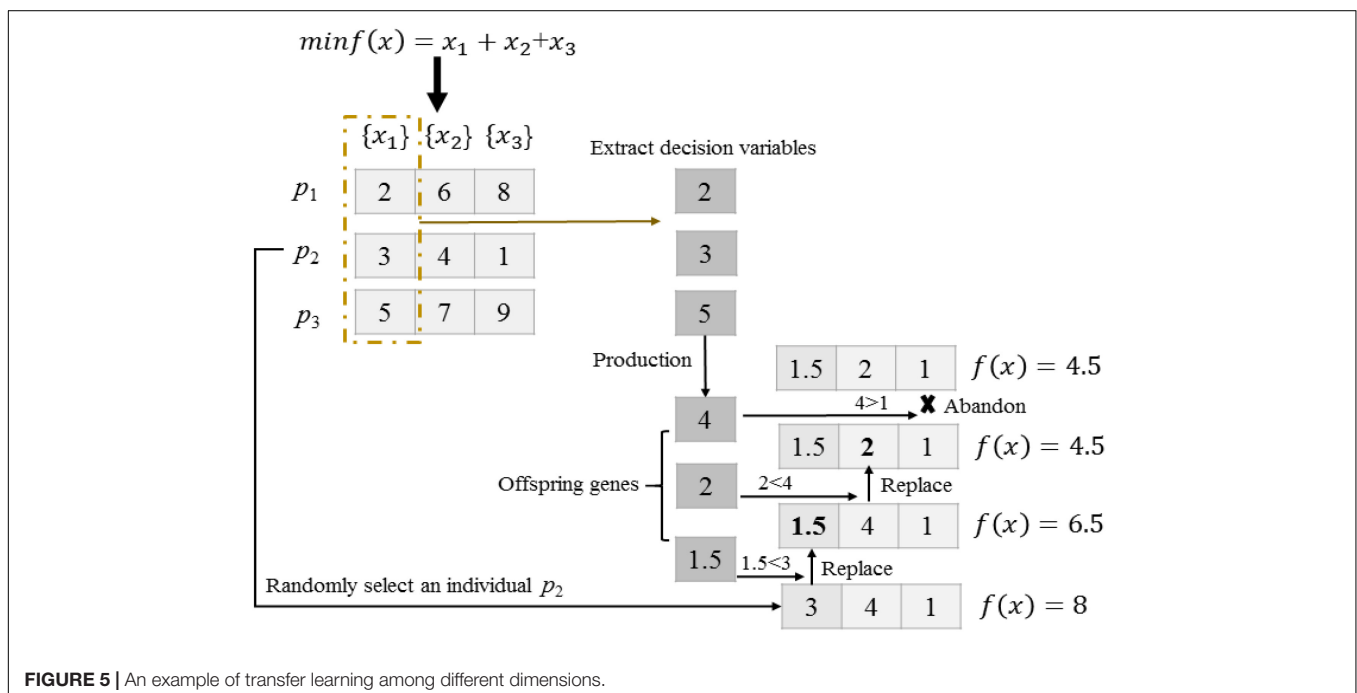 minf(x) = x₁ + x₂+x₃
{x₁} {x₂} {x₃}
Extract decision variables
p₁ 2 6 8 2
p₂ 3 4 1 3
p₃ 5 7 9 5
Production
1.5 2 1 f(x) = 4.5
4 4>1 ✘ Abandon
1.5 2 1 f(x) = 4.5
Offspring genes 2 2<4 Replace
1.5 4 1 f(x) = 6.5
1.5 1.5<3 Replace
Randomly select an individual p₂
3 4 1 f(x) = 8
FIGURE 5 | An example of transfer learning among different dimensions.